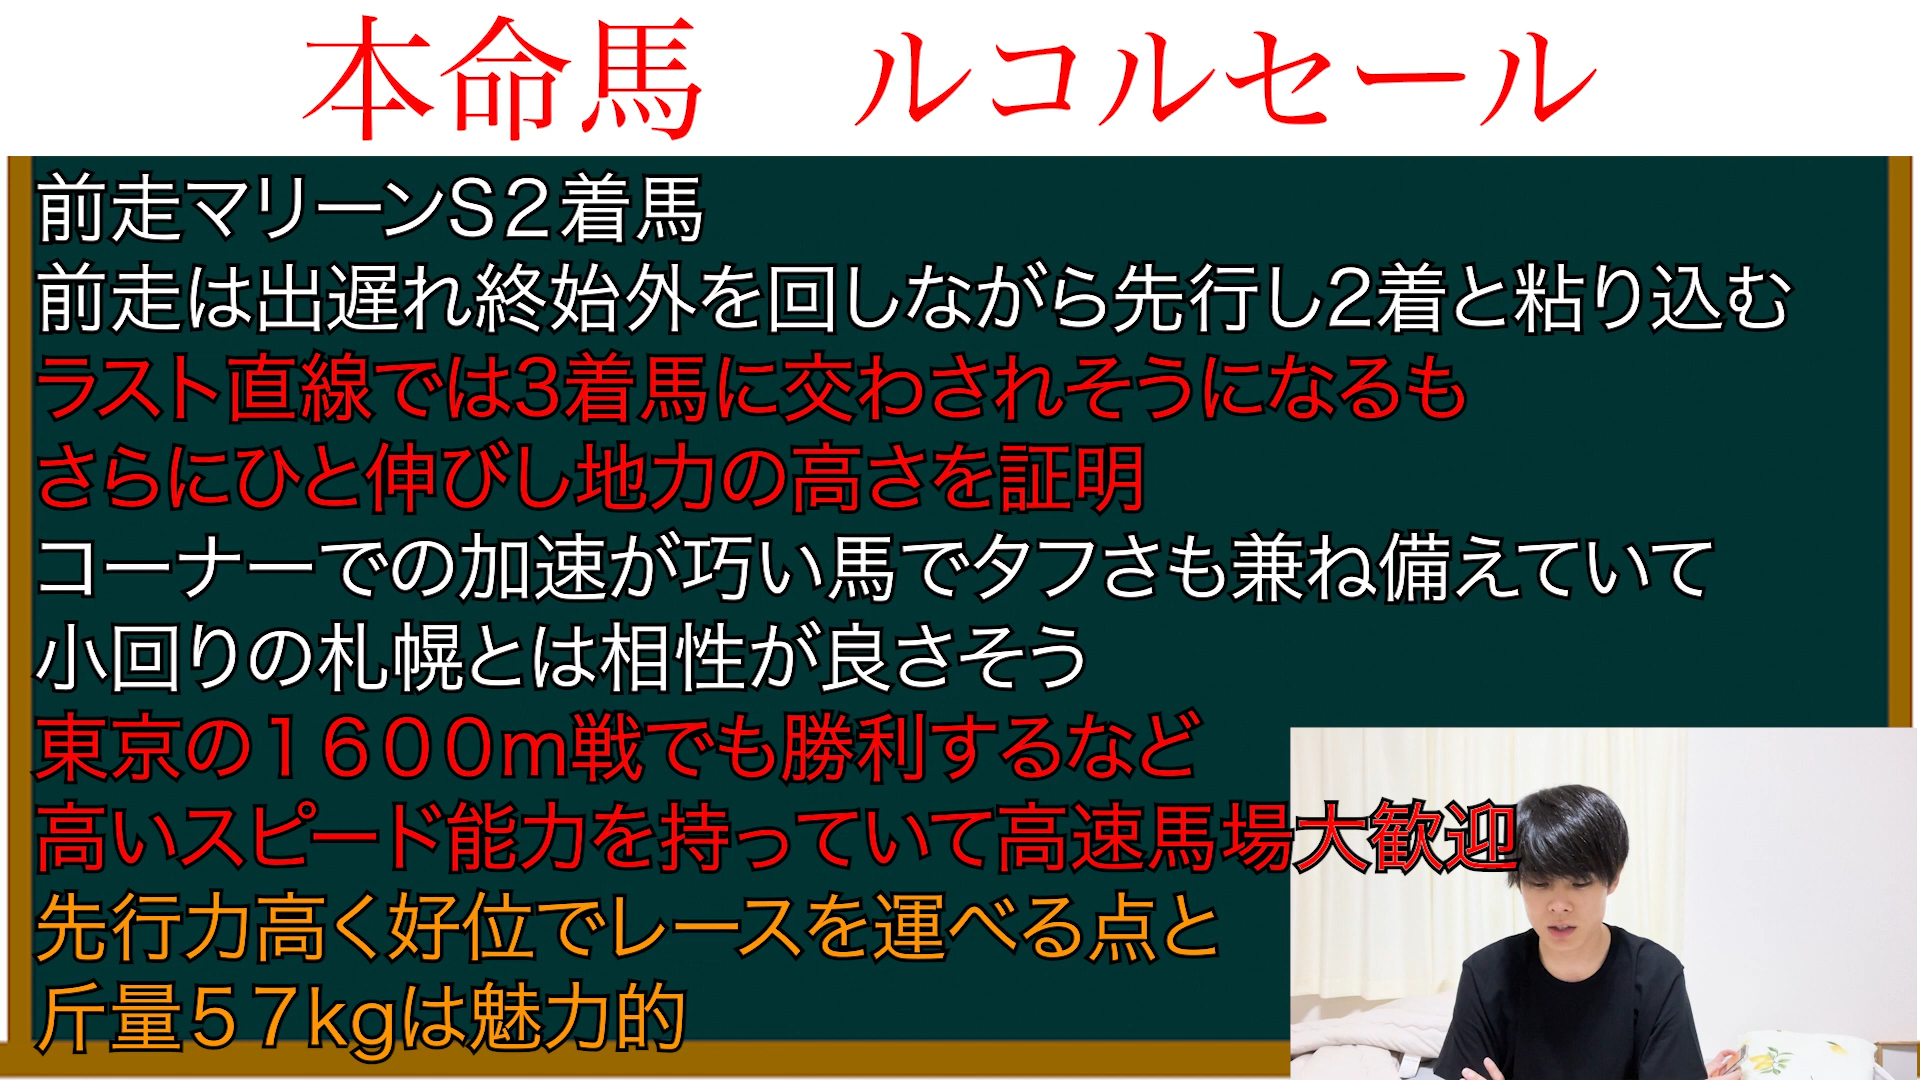 本命馬　ルコルセール
前走マリーンS２着馬
前走は出遅れ終始外を回しながら先行し2着と粘り込む
ラスト直線では3着馬に交わされそうになるも
さらにひと伸びし地力の高さを証明
コーナーでの加速が巧い馬でタフさも兼ね備えていて
小回りの札幌とは相性が良さそう
東京の１６００m戦でも勝利するなど
高いスピード能力を持っていて高速馬場大歓迎
先行力高く好位でレースを運べる点と
斤量５７kgは魅力的